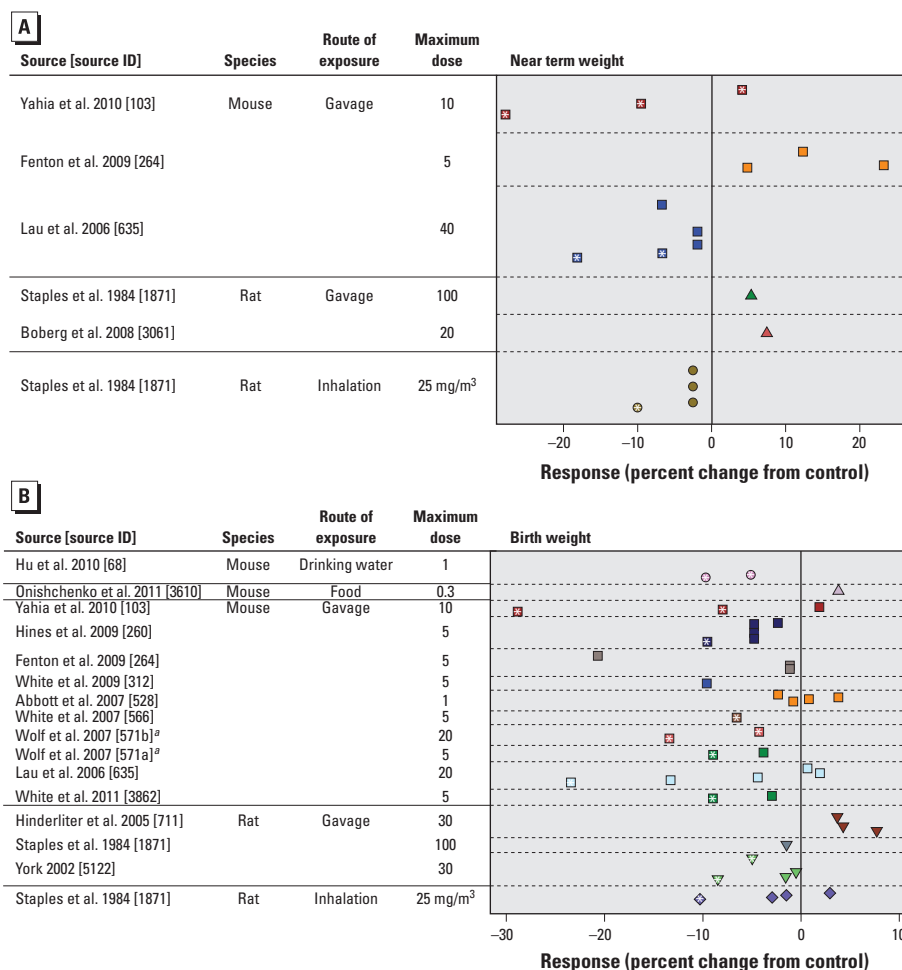 A
Source [source ID] Species Route of exposure Maximum dose Near term weight
Yahia et al. 2010 [103] Mouse Gavage 10
Fenton et al. 2009 [264] 5
Lau et al. 2006 [635] 40
Staples et al. 1984 [1871] Rat Gavage 100
Boberg et al. 2008 [3061] 20
Staples et al. 1984 [1871] Rat Inhalation 25 mg/m³
–20 –10 0 10 20
Response (percent change from control)
B
Source [source ID] Species Route of exposure Maximum dose Birth weight
Hu et al. 2010 [68] Mouse Drinking water 1
Onishchenko et al. 2011 [3610] Mouse Food 0.3
Yahia et al. 2010 [103] Mouse Gavage 10
Hines et al. 2009 [260] 5
Fenton et al. 2009 [264] 5
White et al. 2009 [312] 5
Abbott et al. 2007 [528] 1
White et al. 2007 [566] 5
Wolf et al. 2007 [571b]ᵃ 20
Wolf et al. 2007 [571a]ᵃ 5
Lau et al. 2006 [635] 20
White et al. 2011 [3862] 5
Hinderliter et al. 2005 [711] Rat Gavage 30
Staples et al. 1984 [1871] 100
York 2002 [5122] 30
Staples et al. 1984 [1871] Rat Inhalation 25 mg/m³
–30 –20 –10 0 10
Response (percent change from control)